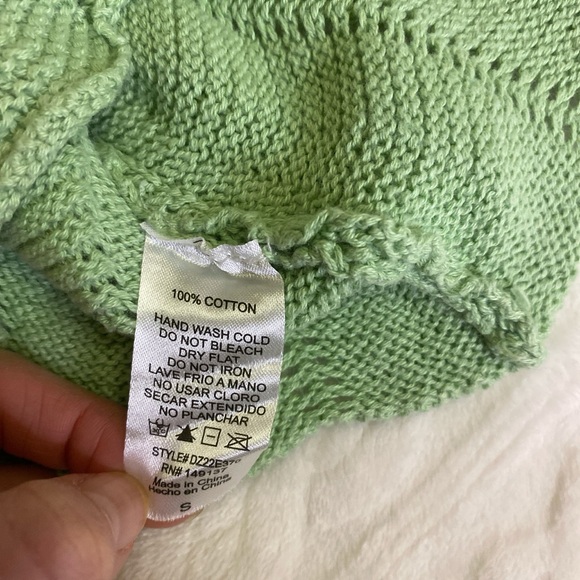 100% COTTON
HAND WASH COLD
DO NOT BLEACH
DRY FLAT
DO NOT IRON
LAVE FRIO A MANO
NO USAR CLORO
SECAR EXTENDIDO
NO PLANCHAR
RN# 149137
Made in China
Hecho en China
S